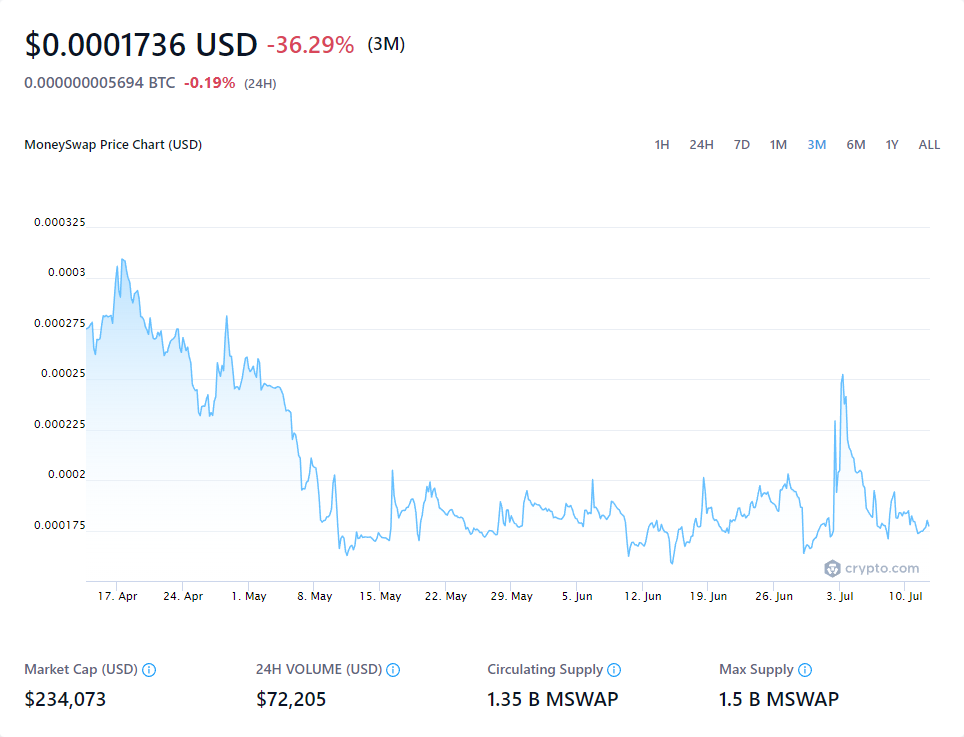 $0.0001736 USD -36.29% (3M)
0.000000005694 BTC -0.19% (24H)
MoneySwap Price Chart (USD) 1H 24H 7D 1M 3M 6M 1Y ALL
0.000325
0.0003
0.000275
0.00025
0.000225
0.0002
0.000175
crypto.com
17. Apr 24. Apr 1. May 8. May 15. May 22. May 29. May 5. Jun 12. Jun 19. Jun 26. Jun 3. Jul 10. Jul
Market Cap (USD) 24H VOLUME (USD) Circulating Supply Max Supply
$234,073 $72,205 1.35 B MSWAP 1.5 B MSWAP